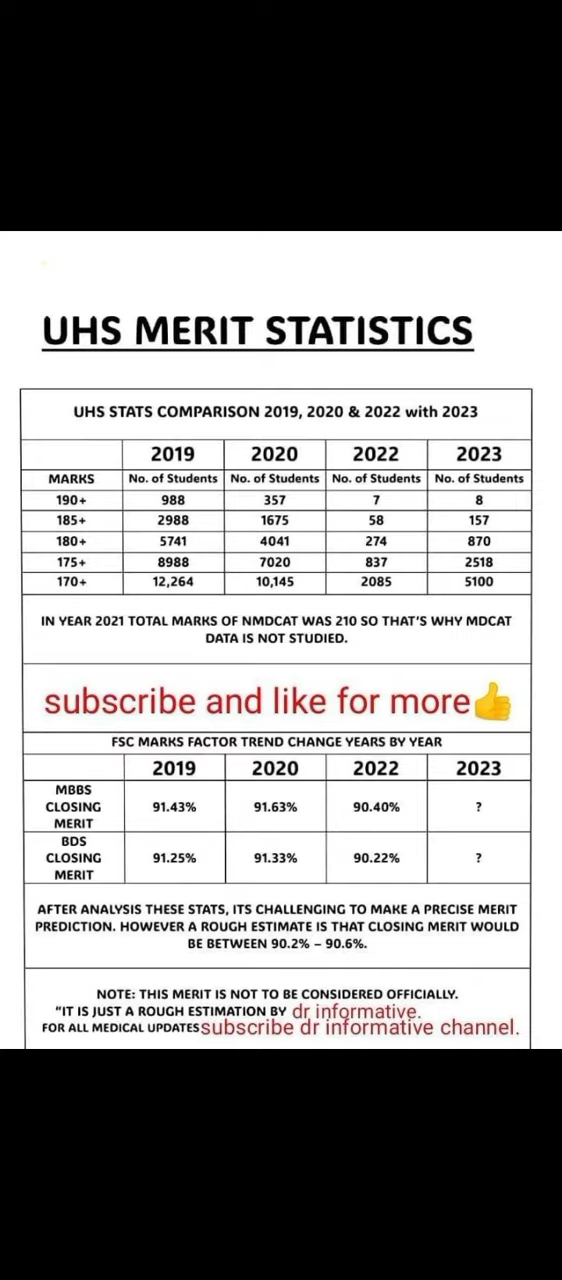 UHS MERIT STATISTICS
UHS STATS COMPARISON 2019, 2020 & 2022 with 2023
2019 2020 2022 2023
MARKS No. of Students No. of Students No. of Students No. of Students
190+ 988 357 7 8
185+ 2988 1675 58 157
180+ 5741 4041 274 870
175+ 8988 7020 837 2518
170+ 12,264 10,145 2085 5100
IN YEAR 2021 TOTAL MARKS OF NMDCAT WAS 210 SO THAT'S WHY MDCAT
DATA IS NOT STUDIED.
subscribe and like for more👍
FSC MARKS FACTOR TREND CHANGE YEARS BY YEAR
2019 2020 2022 2023
MBBS
CLOSING 91.43% 91.63% 90.40% ?
MERIT
BDS
CLOSING 91.25% 91.33% 90.22% ?
MERIT
AFTER ANALYSIS THESE STATS, ITS CHALLENGING TO MAKE A PRECISE MERIT
PREDICTION. HOWEVER A ROUGH ESTIMATE IS THAT CLOSING MERIT WOULD
BE BETWEEN 90.2% – 90.6%.
NOTE: THIS MERIT IS NOT TO BE CONSIDERED OFFICIALLY.
"IT IS JUST A ROUGH ESTIMATION BY dr informative.
FOR ALL MEDICAL UPDATES subscribe dr informative channel.